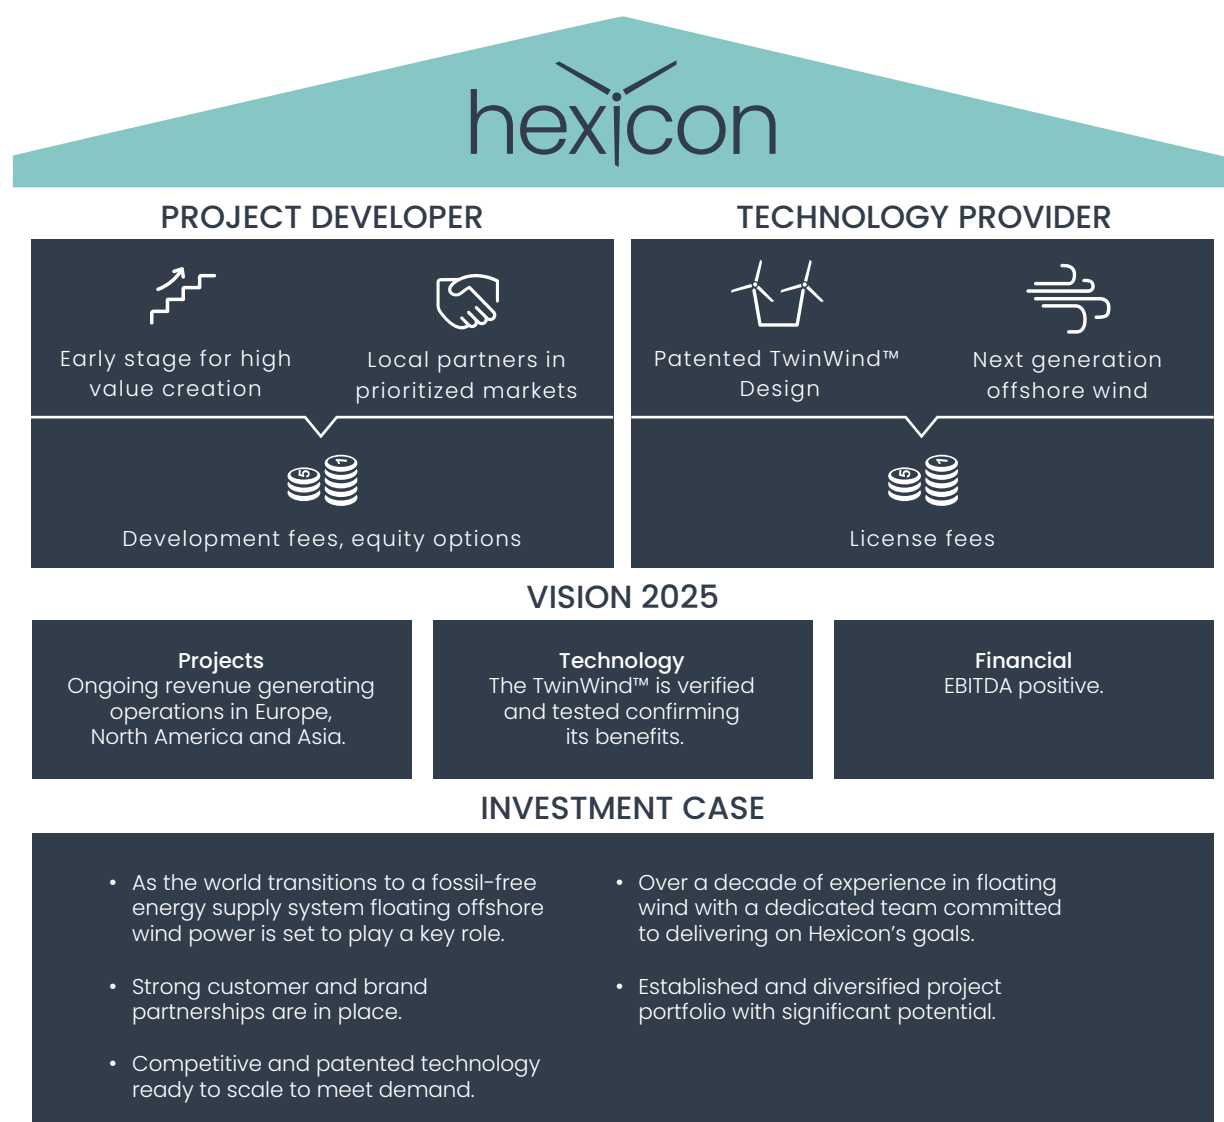 hexicon
PROJECT DEVELOPER
Early stage for high
value creation
Local partners in
prioritized markets
5
1
Development fees, equity options
TECHNOLOGY PROVIDER
Patented TwinWind™
Design
Next generation
offshore wind
5
1
License fees
VISION 2025
Projects
Ongoing revenue generating
operations in Europe,
North America and Asia.
Technology
The TwinWind™ is verified
and tested confirming
its benefits.
Financial
EBITDA positive.
INVESTMENT CASE
• As the world transitions to a fossil-free
energy supply system floating offshore
wind power is set to play a key role.
• Strong customer and brand
partnerships are in place.
• Competitive and patented technology
ready to scale to meet demand.
• Over a decade of experience in floating
wind with a dedicated team committed
to delivering on Hexicon’s goals.
• Established and diversified project
portfolio with significant potential.